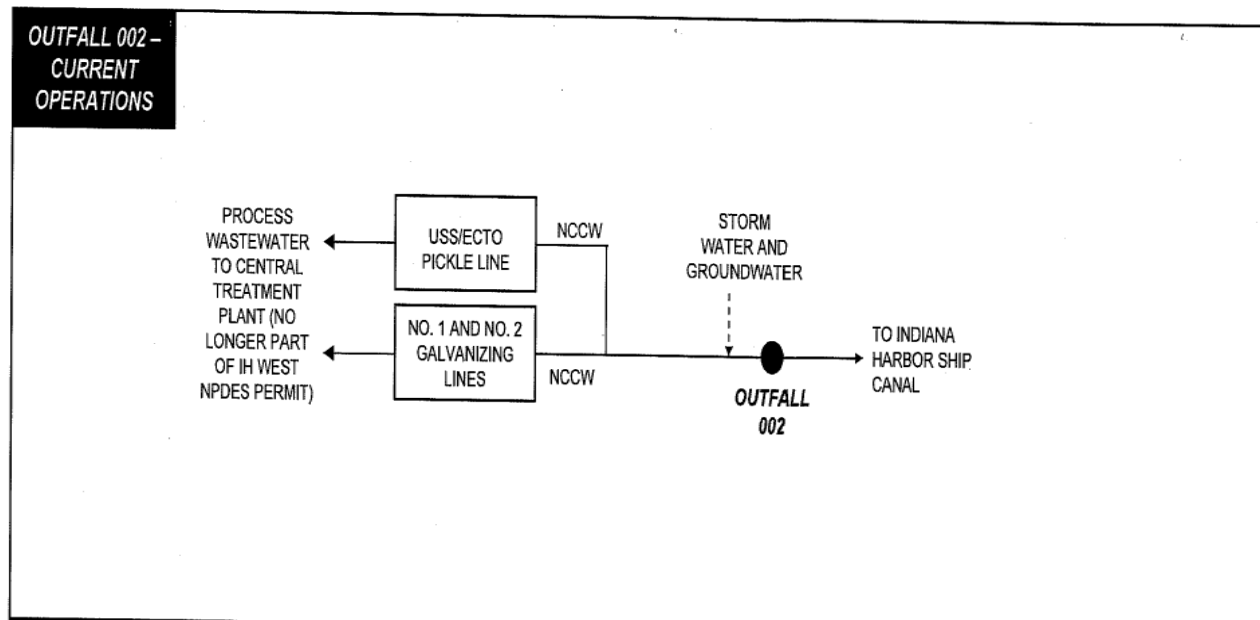 OUTFALL 002 –
CURRENT
OPERATIONS
PROCESS
WASTEWATER
TO CENTRAL
TREATMENT
PLANT (NO
LONGER PART
OF IH WEST
NPDES PERMIT)
USS/ECTO
PICKLE LINE
NCCW
NO. 1 AND NO. 2
GALVANIZING
LINES
NCCW
STORM
WATER AND
GROUNDWATER
OUTFALL
002
TO INDIANA
HARBOR SHIP
CANAL